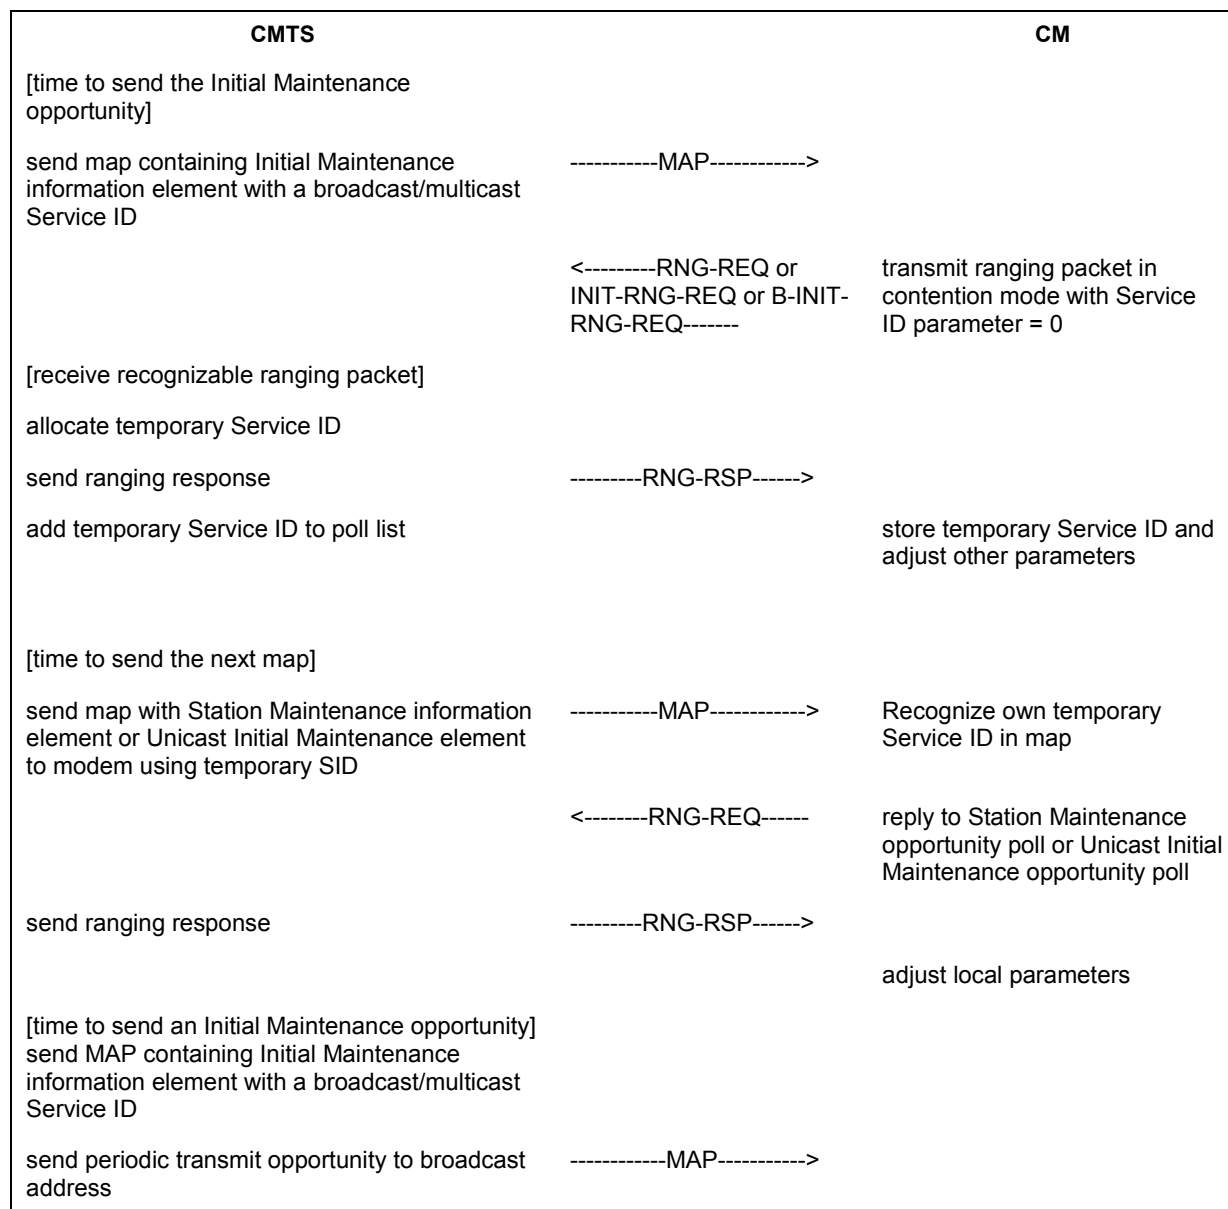 CMTS
CM
[time to send the Initial Maintenance
opportunity]
send map containing Initial Maintenance
information element with a broadcast/multicast
Service ID
-----------MAP------------>
<---------RNG-REQ or
INIT-RNG-REQ or B-INIT-
RNG-REQ-------
transmit ranging packet in
contention mode with Service
ID parameter = 0
[receive recognizable ranging packet]
allocate temporary Service ID
send ranging response
---------RNG-RSP------>
add temporary Service ID to poll list
store temporary Service ID and
adjust other parameters
[time to send the next map]
send map with Station Maintenance information
element or Unicast Initial Maintenance element
to modem using temporary SID
-----------MAP------------>
Recognize own temporary
Service ID in map
<--------RNG-REQ------
reply to Station Maintenance
opportunity poll or Unicast Initial
Maintenance opportunity poll
send ranging response
---------RNG-RSP------>
adjust local parameters
[time to send an Initial Maintenance opportunity]
send MAP containing Initial Maintenance
information element with a broadcast/multicast
Service ID
send periodic transmit opportunity to broadcast
address
------------MAP----------->